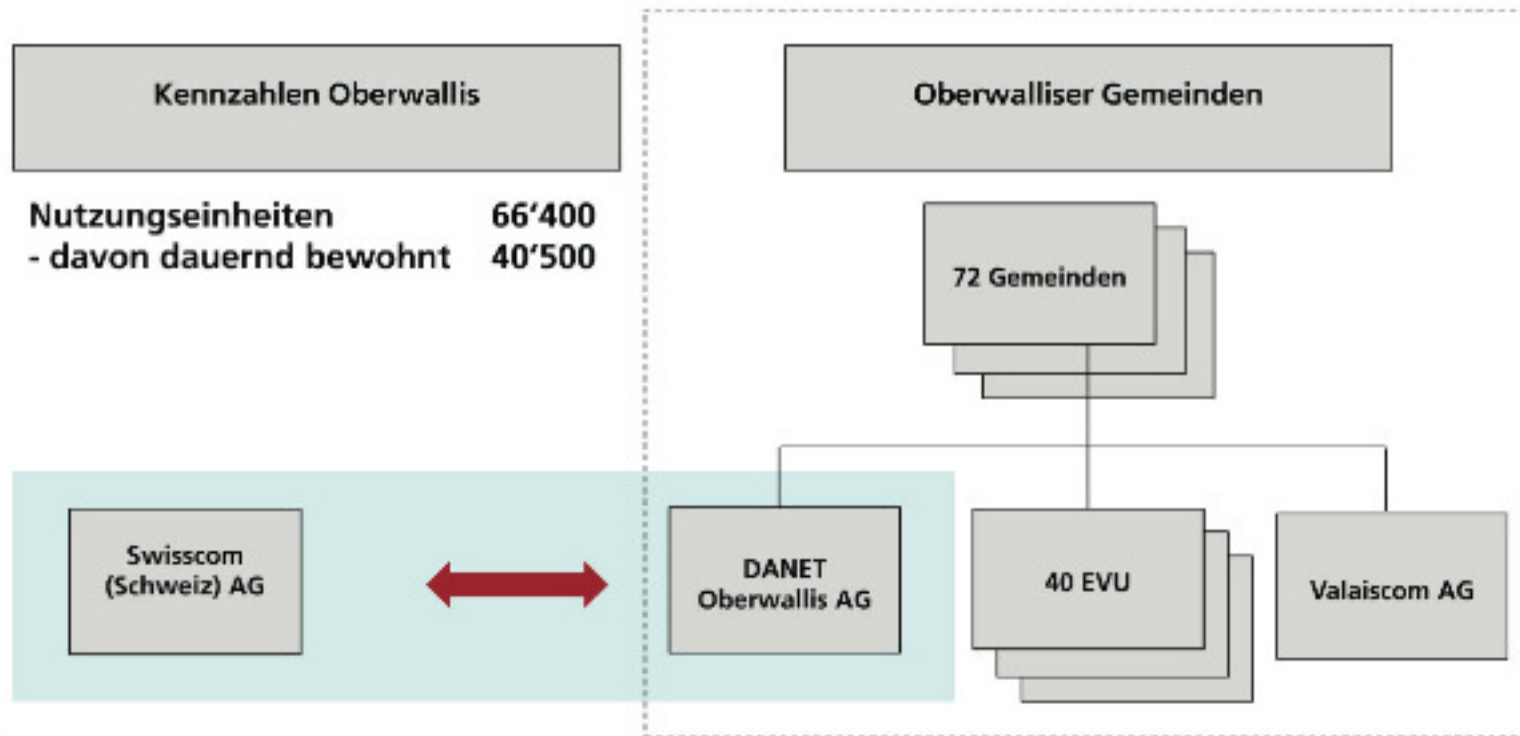 Kennzahlen Oberwallis
Nutzungseinheiten 66‘400
- davon dauernd bewohnt 40‘500
Oberwalliser Gemeinden
72 Gemeinden
Swisscom
(Schweiz) AG
DANET
Oberwallis AG
40 EVU
Valaiscom AG